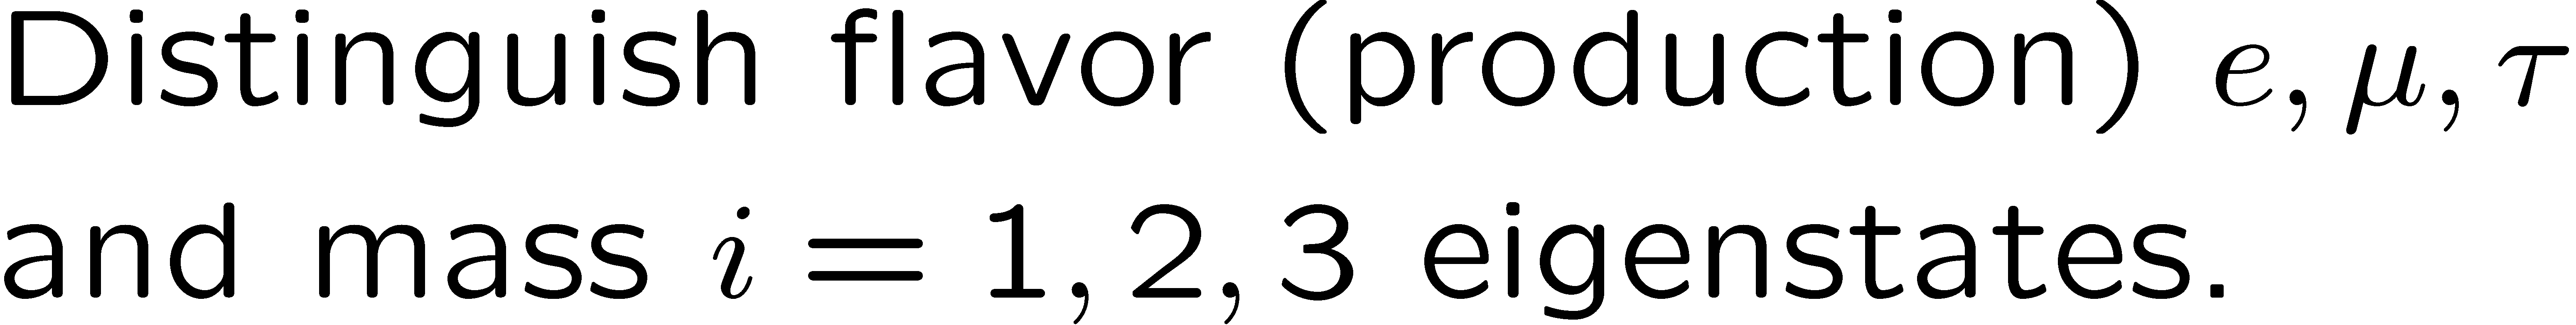 Distinguish flavor (production) e, μ, τ
and mass i = 1, 2, 3 eigenstates.